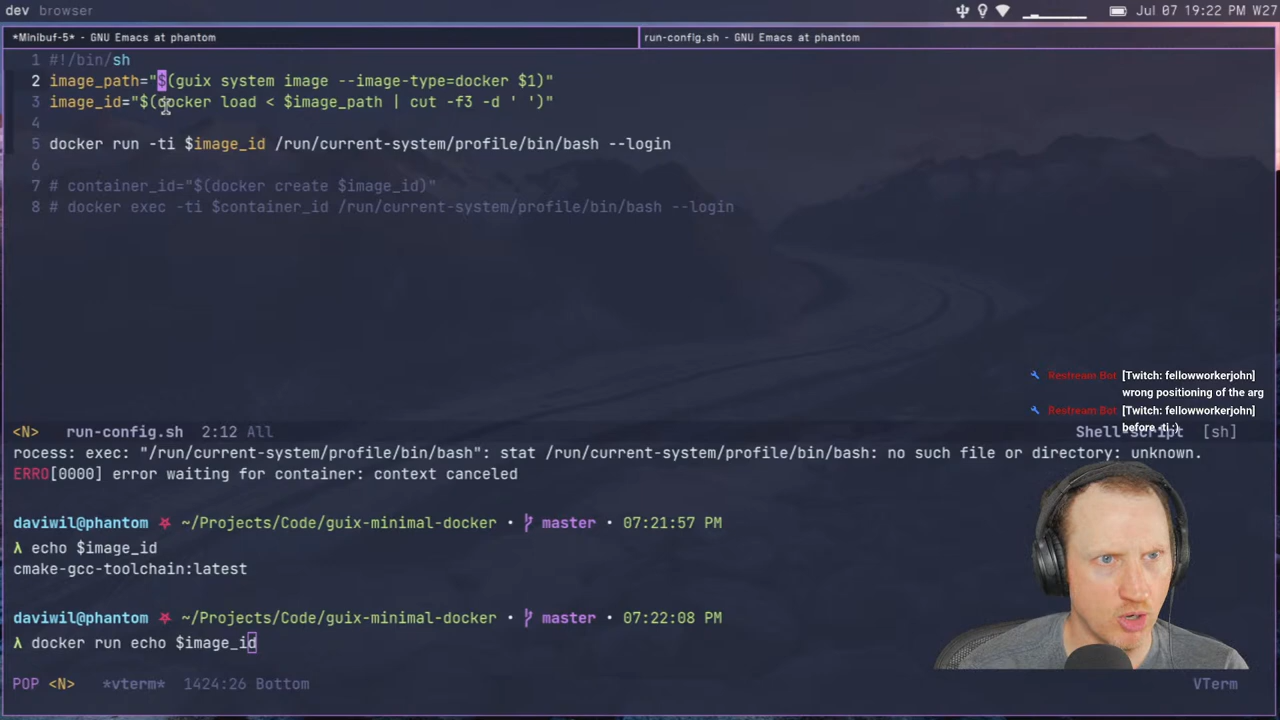 dev browser
Jul 07 19:22 PM W27
*Minibuf-5* - GNU Emacs at phantom
run-config.sh - GNU Emacs at phantom
1 #!/bin/sh
2 image_path="$(guix system image --image-type=docker $1)"
3 image_id="$(docker load < $image_path | cut -f3 -d ' ')"
4
5 docker run -ti $image_id /run/current-system/profile/bin/bash --login
6
7 # container_id="$(docker create $image_id)"
8 # docker exec -ti $container_id /run/current-system/profile/bin/bash --login
Restream Bot [Twitch: fellowworkerjohn]
wrong positioning of the arg
Restream Bot [Twitch: fellowworkerjohn]
before -ti ;)
<N> run-config.sh 2:12 All Shell-script [sh]
rocess: exec: "/run/current-system/profile/bin/bash": stat /run/current-system/profile/bin/bash: no such file or directory: unknown.
ERRO[0000] error waiting for container: context canceled
daviwil@phantom ~/Projects/Code/guix-minimal-docker • master • 07:21:57 PM
λ echo $image_id
cmake-gcc-toolchain:latest
daviwil@phantom ~/Projects/Code/guix-minimal-docker • master • 07:22:08 PM
λ docker run echo $image_id
POP <N> *vterm* 1424:26 Bottom VTerm